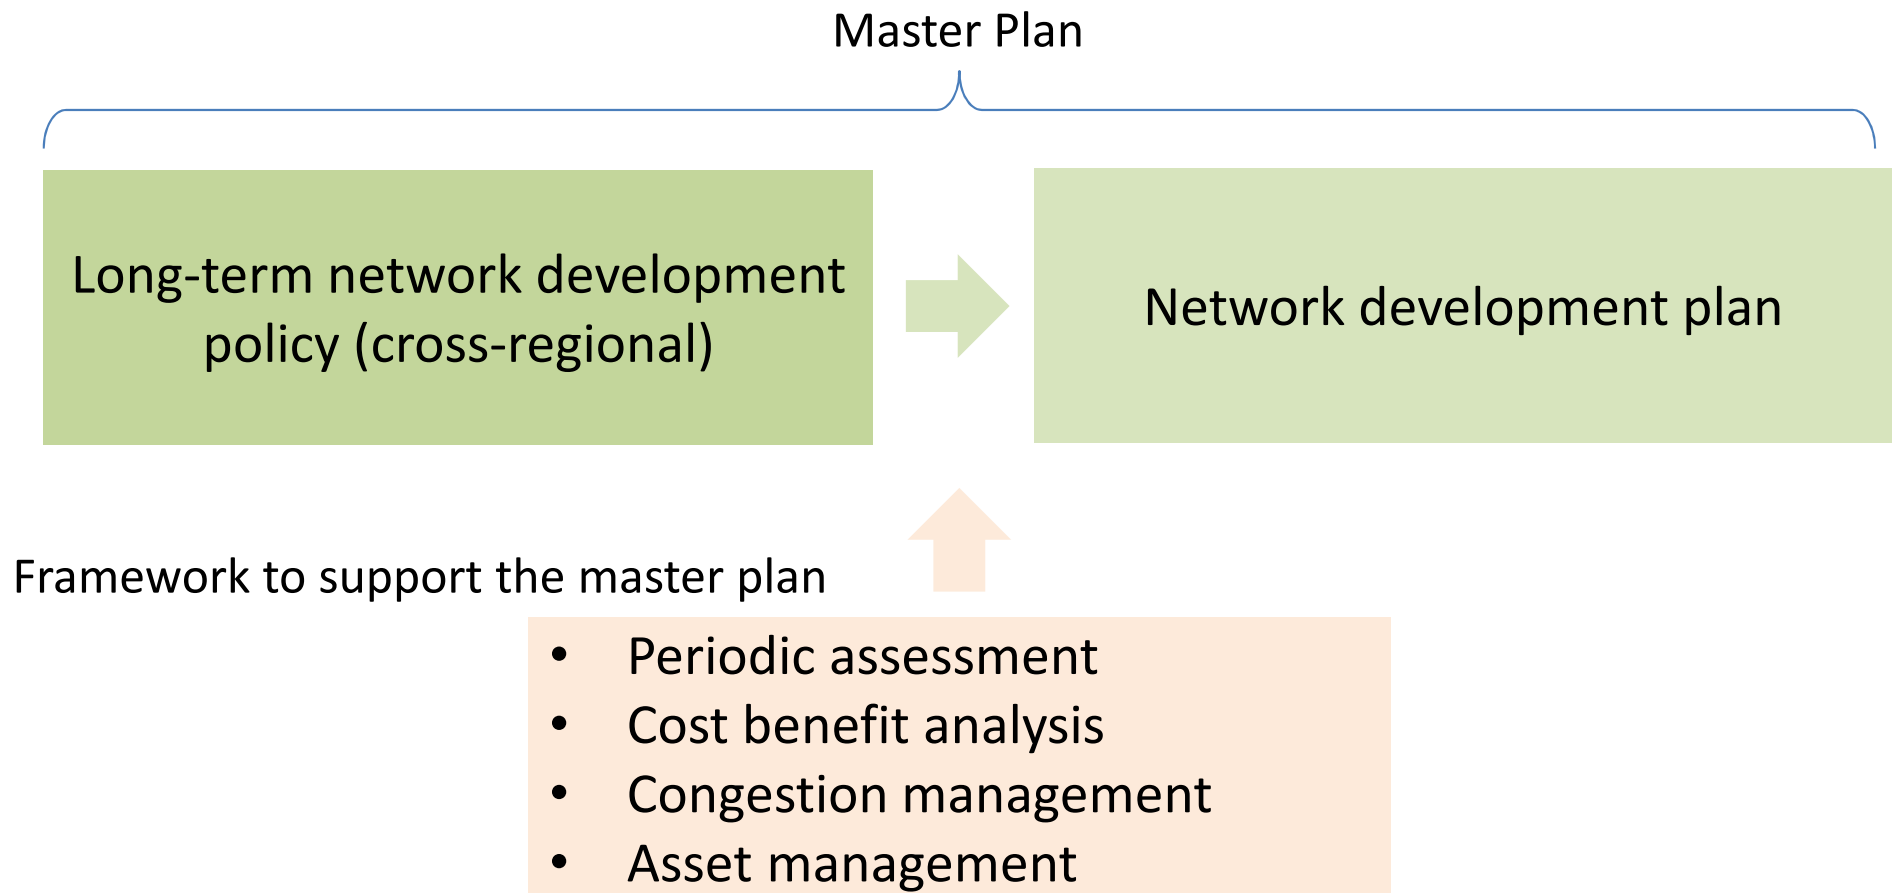 Master Plan
Long-term network development
policy (cross-regional)
Network development plan
Framework to support the master plan
• Periodic assessment
• Cost benefit analysis
• Congestion management
• Asset management